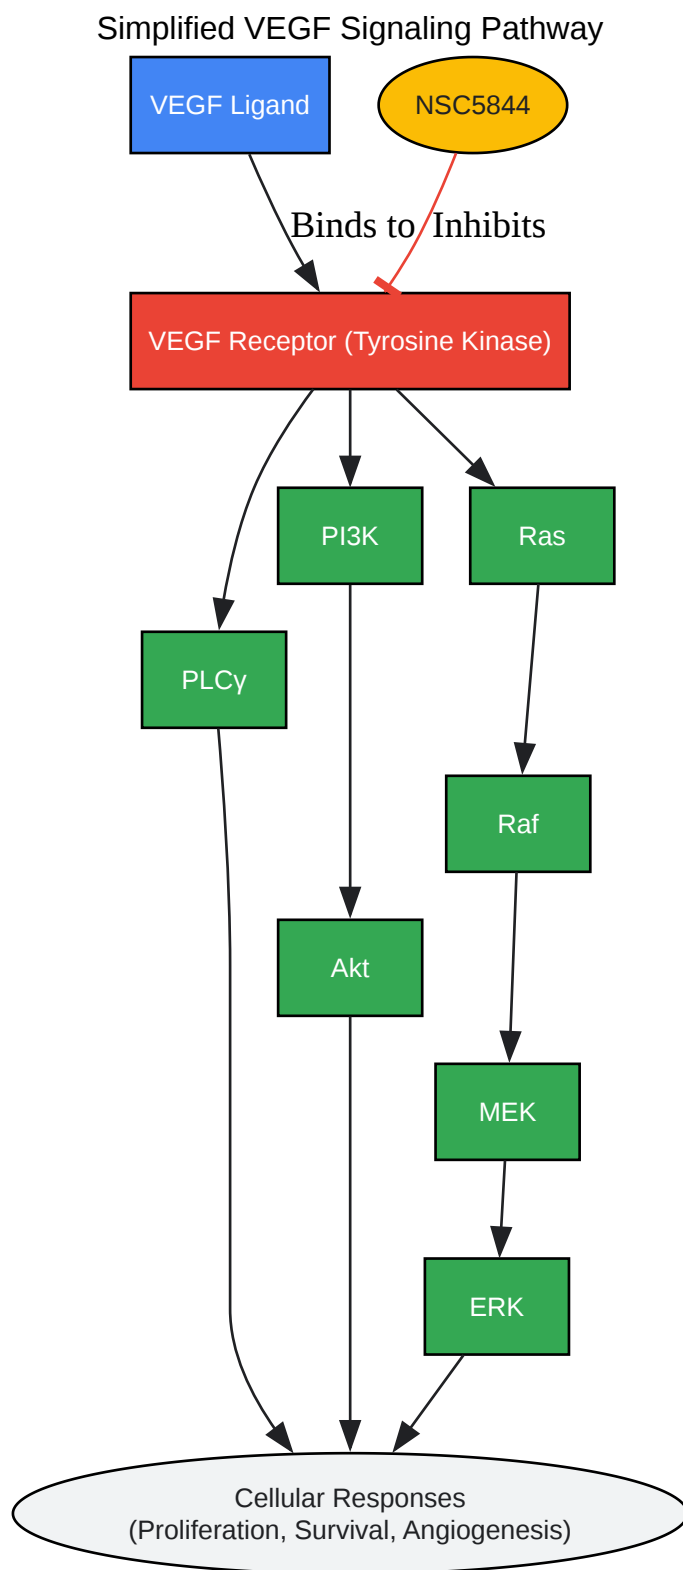 Simplified VEGF Signaling Pathway
VEGF Ligand
NSC5844
Binds to
Inhibits
VEGF Receptor (Tyrosine Kinase)
PI3K
Ras
PLCγ
Raf
Akt
MEK
ERK
Cellular Responses
(Proliferation, Survival, Angiogenesis)